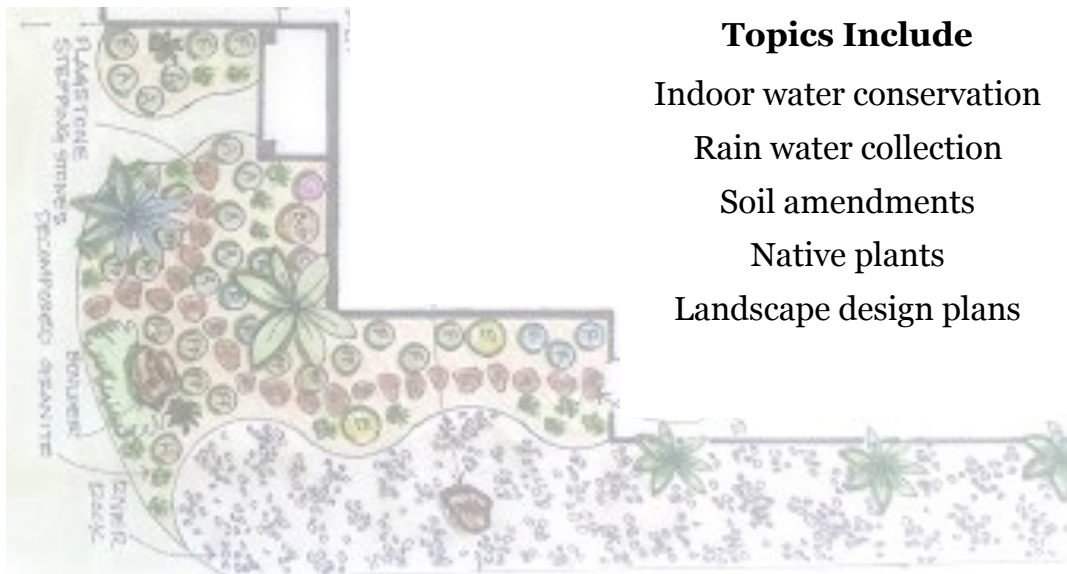 Topics Include
Indoor water conservation
Rain water collection
Soil amendments
Native plants
Landscape design plans
FLAGSTONE
STEPPING STONES
DECOMPOSED GRANITE
BOULDER
RIVER
ROCK